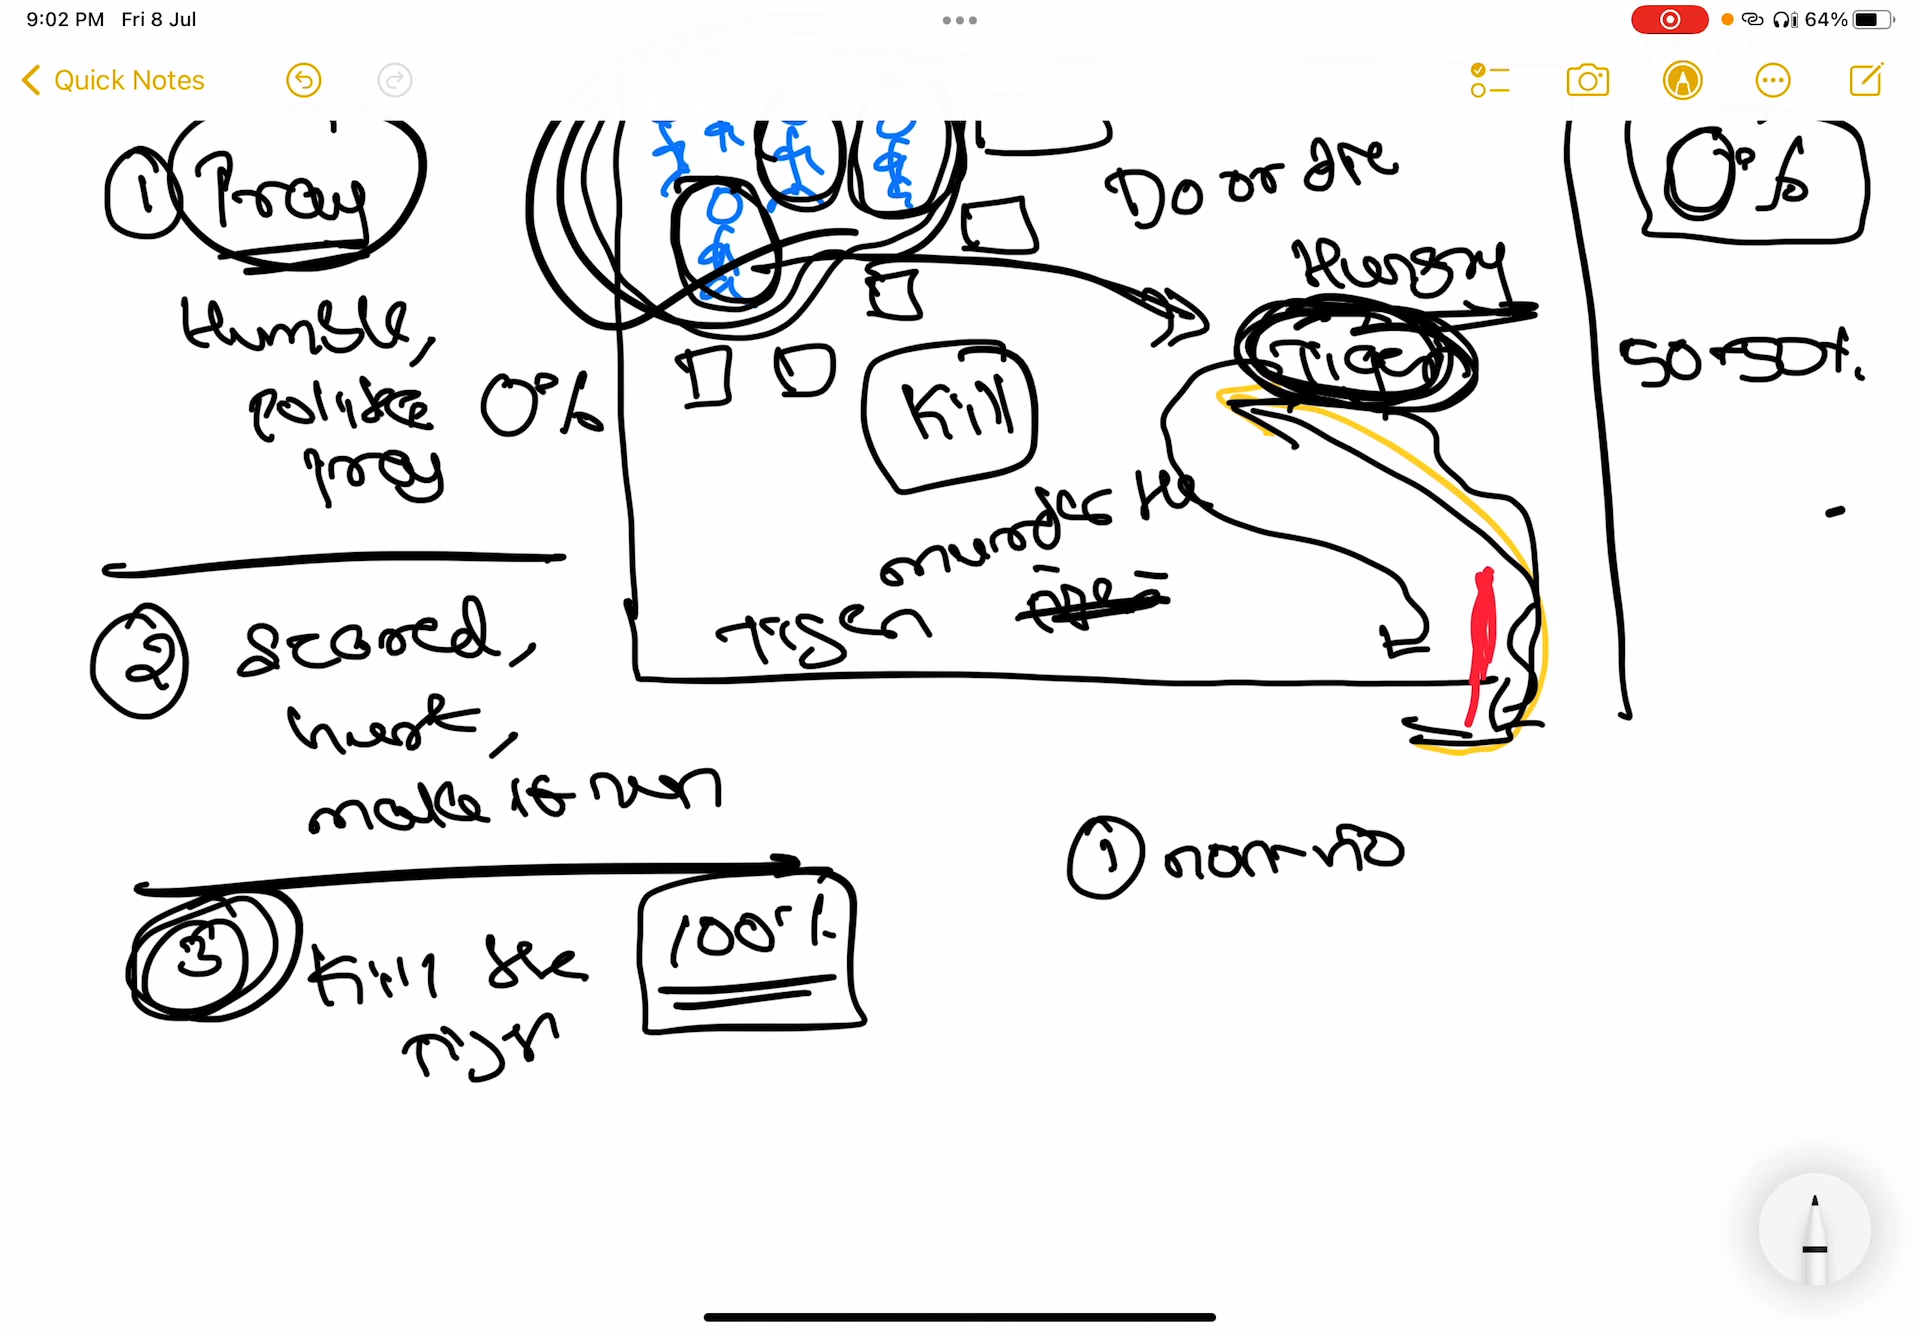 9:02 PM Fri 8 Jul
64%
Quick Notes
1 Pray
Humble,
polite
pray
0%
Do or die
Hungry
Tiger
Kill
murder the
Tiger
0%
50-50%.
2 scared,
hurt,
make it run
3 Kill the
Tiger
100%
1 non-vio